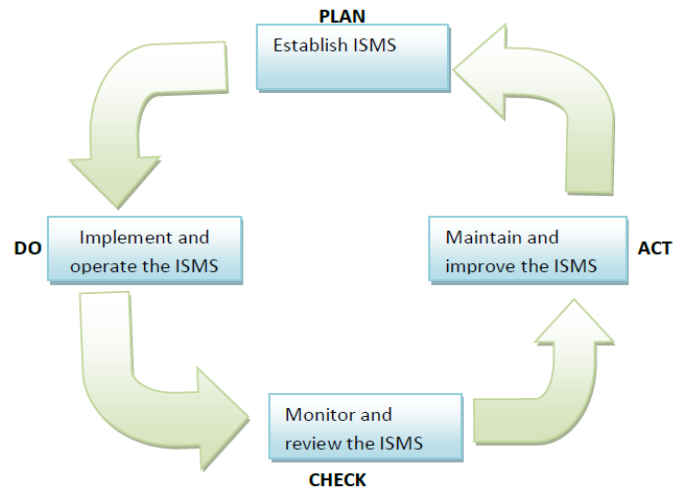 PLAN
Establish ISMS
DO
Implement and
operate the ISMS
Maintain and
improve the ISMS
ACT
Monitor and
review the ISMS
CHECK